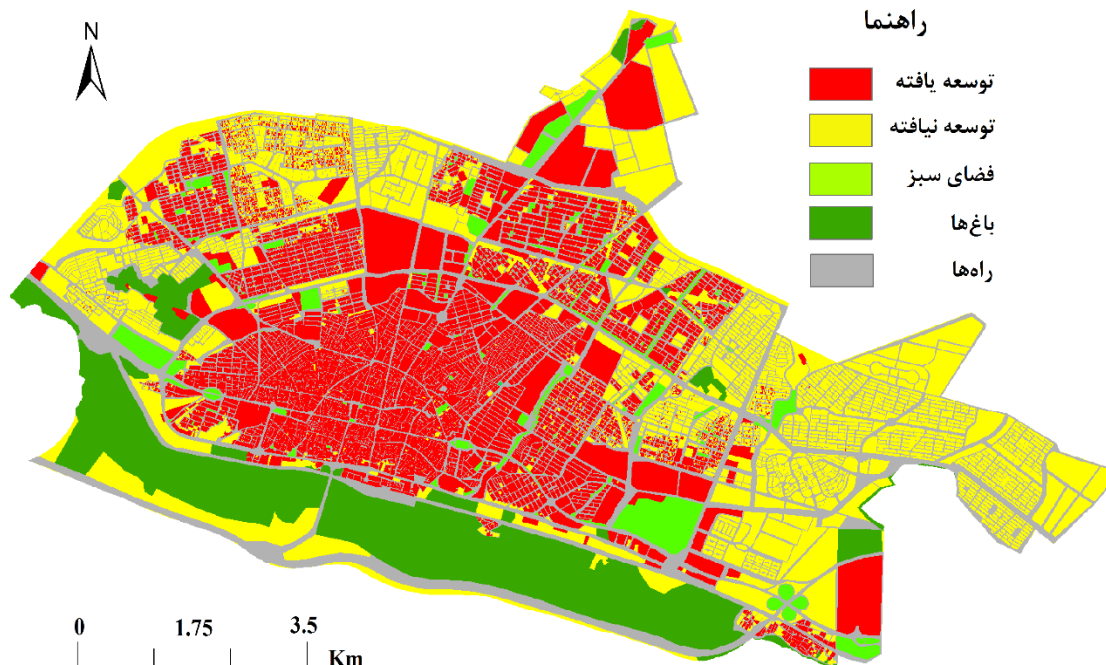 N
راهنما
توسعه یافته
توسعه نیافته
فضای سبز
باغ‌ها
راه‌ها
0 1.75 3.5
Km